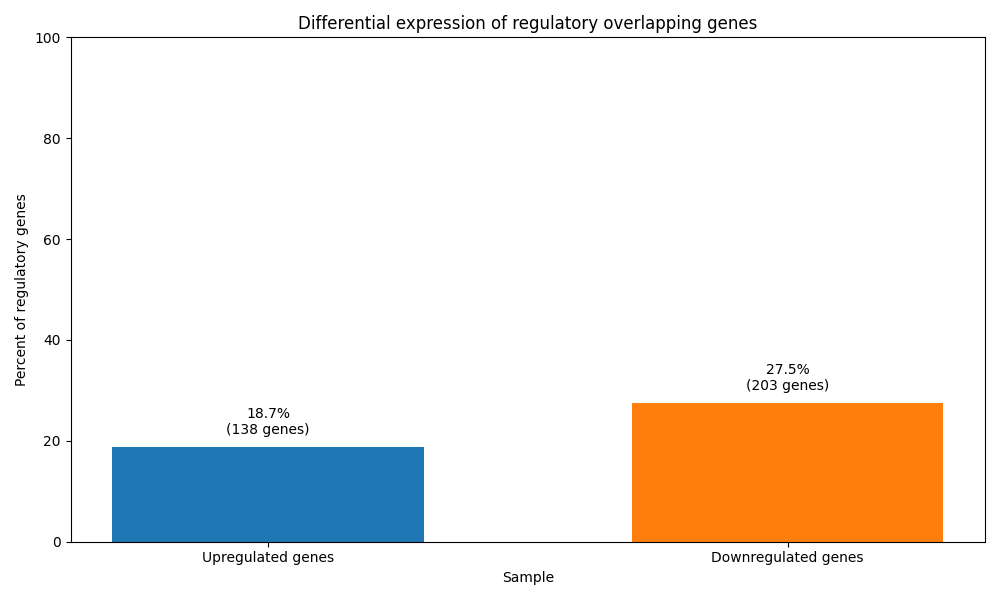 Differential expression of regulatory overlapping genes
Percent of regulatory genes
100
80
60
40
20
0
18.7%
(138 genes)
27.5%
(203 genes)
Upregulated genes
Downregulated genes
Sample